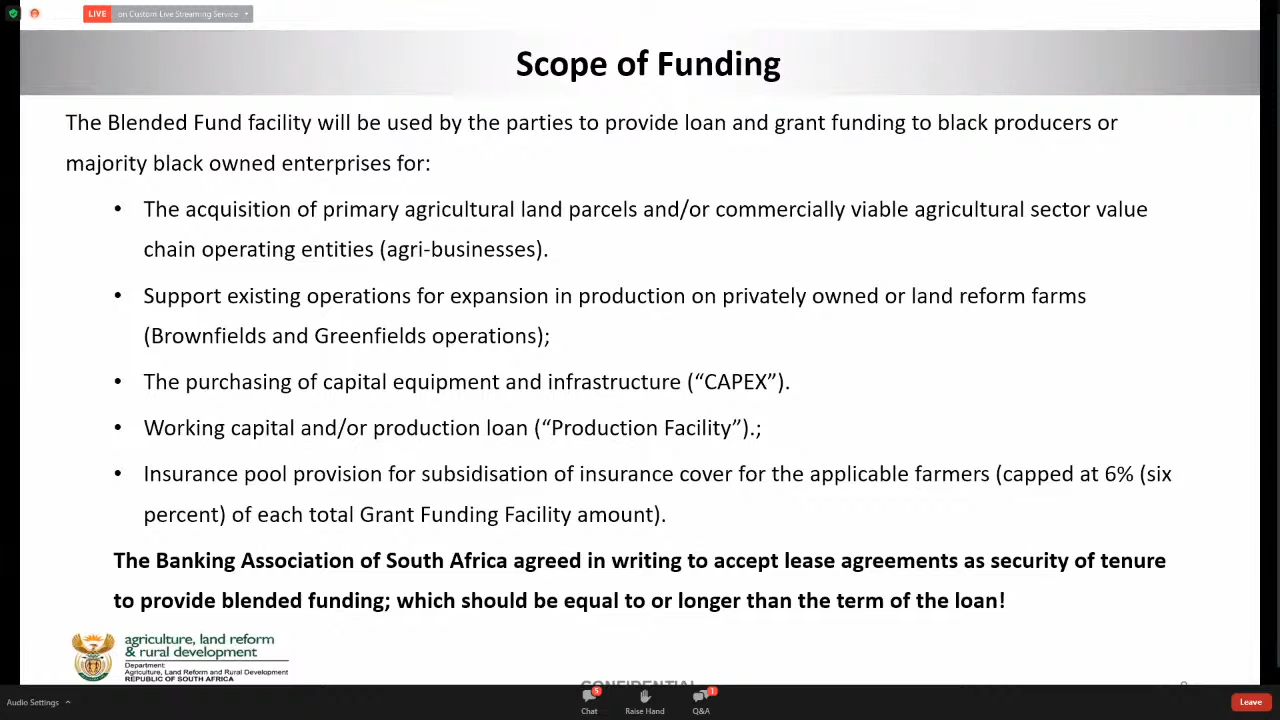 LIVE on Custom Live Streaming Service
Scope of Funding
The Blended Fund facility will be used by the parties to provide loan and grant funding to black producers or
majority black owned enterprises for:
• The acquisition of primary agricultural land parcels and/or commercially viable agricultural sector value
chain operating entities (agri-businesses).
• Support existing operations for expansion in production on privately owned or land reform farms
(Brownfields and Greenfields operations);
• The purchasing of capital equipment and infrastructure (“CAPEX”).
• Working capital and/or production loan (“Production Facility”).;
• Insurance pool provision for subsidisation of insurance cover for the applicable farmers (capped at 6% (six
percent) of each total Grant Funding Facility amount).
The Banking Association of South Africa agreed in writing to accept lease agreements as security of tenure
to provide blended funding; which should be equal to or longer than the term of the loan!
agriculture, land reform
& rural development
Department:
Agriculture, Land Reform and Rural Development
REPUBLIC OF SOUTH AFRICA
CONFIDENTIAL
Audio Settings
5
Chat
Raise Hand
1
Q&A
Leave